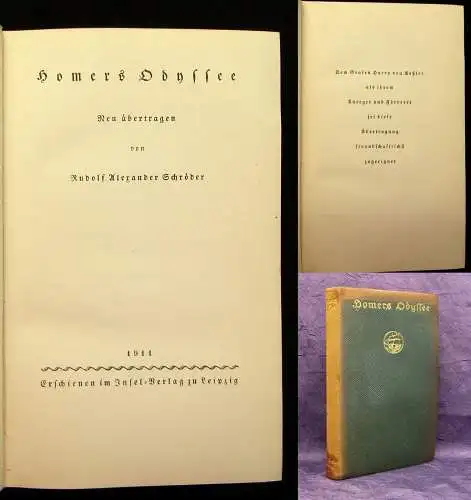 Homers Odyssee
Neu übertragen
von
Rudolf Alexander Schröder
1911
Erschienen im Insel-Verlag zu Leipzig
Dem Grafen Harry von Keßler
als ihrem
Anreger und Förderer
sei diese
Übertragung
freundschaftlichst
zugeeignet
Homers Odyssee